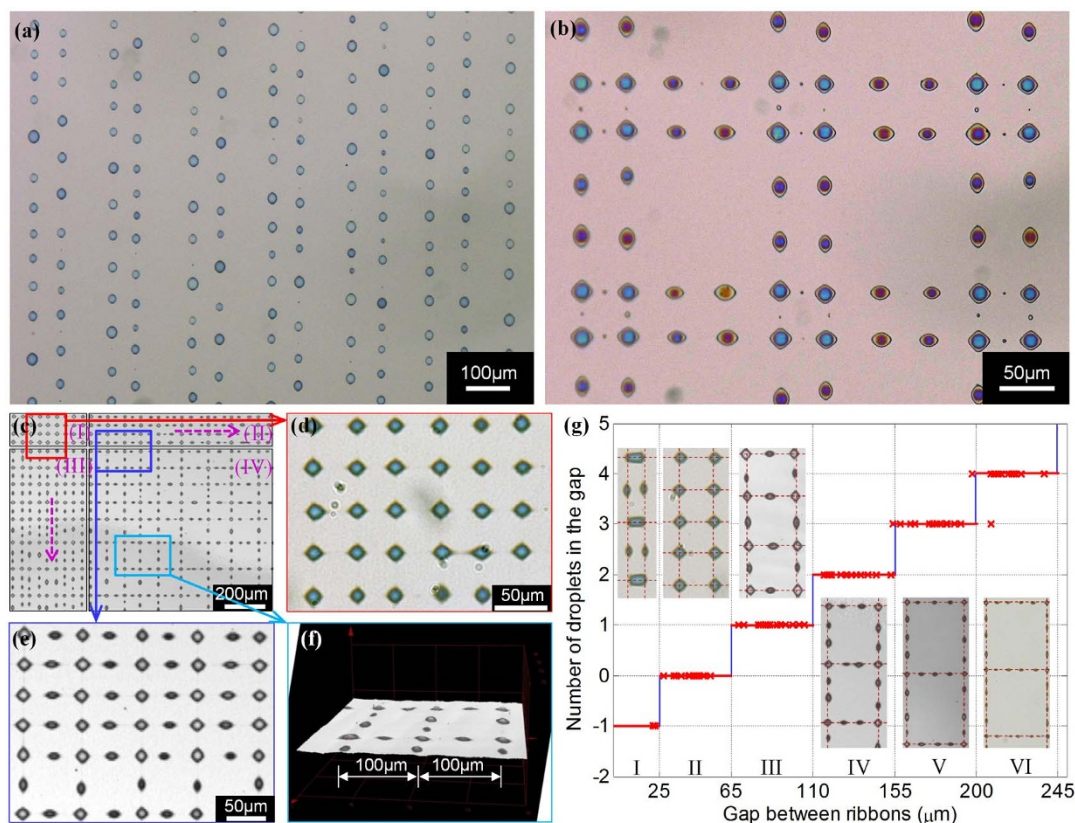 (a)
100µm
(b)
50µm
(c)
(I)
(II)
(III)
(IV)
200µm
(d)
50µm
(e)
50µm
(f)
100µm
100µm
(g)
Number of droplets in the gap
5
4
3
2
1
0
-1
-2
I II III IV V VI
25 65 110 155 200 245
Gap between ribbons (µm)